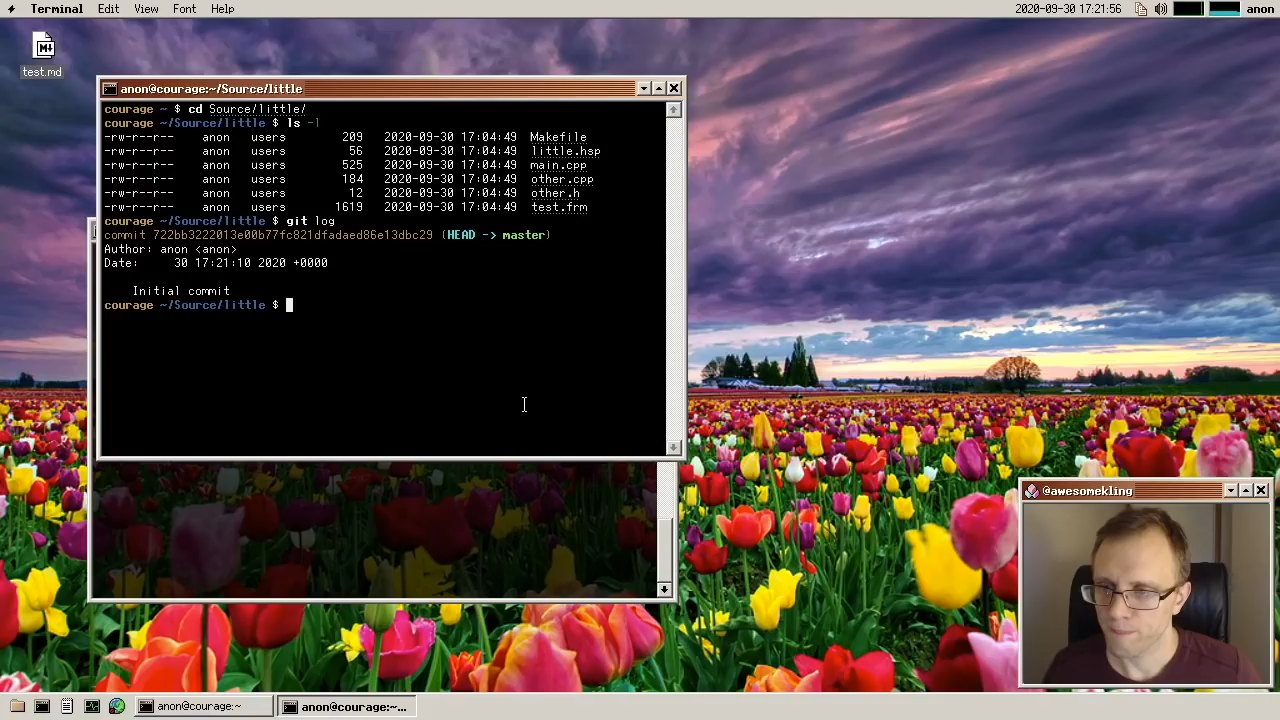 Terminal Edit View Font Help
2020-09-30 17:21:56 anon
test.md
anon@courage:~/Source/little
courage ~ $ cd Source/little/
courage ~/Source/little $ ls -l
-rw-r--r-- anon users 209 2020-09-30 17:04:49 Makefile
-rw-r--r-- anon users 56 2020-09-30 17:04:49 little.hsp
-rw-r--r-- anon users 525 2020-09-30 17:04:49 main.cpp
-rw-r--r-- anon users 184 2020-09-30 17:04:49 other.cpp
-rw-r--r-- anon users 12 2020-09-30 17:04:49 other.h
-rw-r--r-- anon users 1619 2020-09-30 17:04:49 test.frm
courage ~/Source/little $ git log
commit 722bb3222013e00b77fc821dfadaed86e13dbc29 (HEAD -> master)
Author: anon <anon>
Date: 30 17:21:10 2020 +0000
Initial commit
courage ~/Source/little $
@awesomekling
anon@courage:~
anon@courage:~...